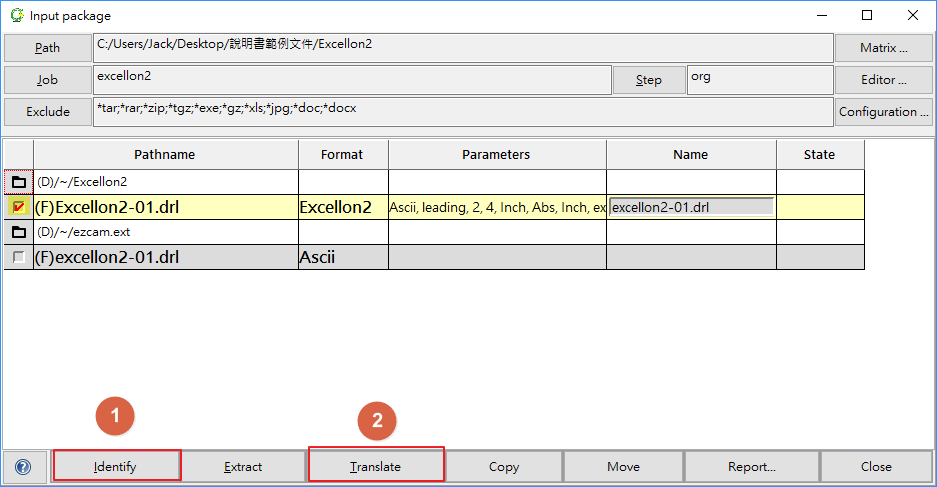 Input package
Path C:/Users/Jack/Desktop/說明書範例文件/Excellon2 Matrix ...
Job excellon2 Step org Editor ...
Exclude *tar;*rar;*zip;*tgz;*exe;*gz;*xls;*jpg;*doc;*docx Configuration ...
Pathname Format Parameters Name State
(D)/~/Excellon2
(F)Excellon2-01.drl Excellon2 Ascii, leading, 2, 4, Inch, Abs, Inch, ex excellon2-01.drl
(D)/~/ezcam.ext
(F)excellon2-01.drl Ascii
1 2
? Identify Extract Translate Copy Move Report... Close